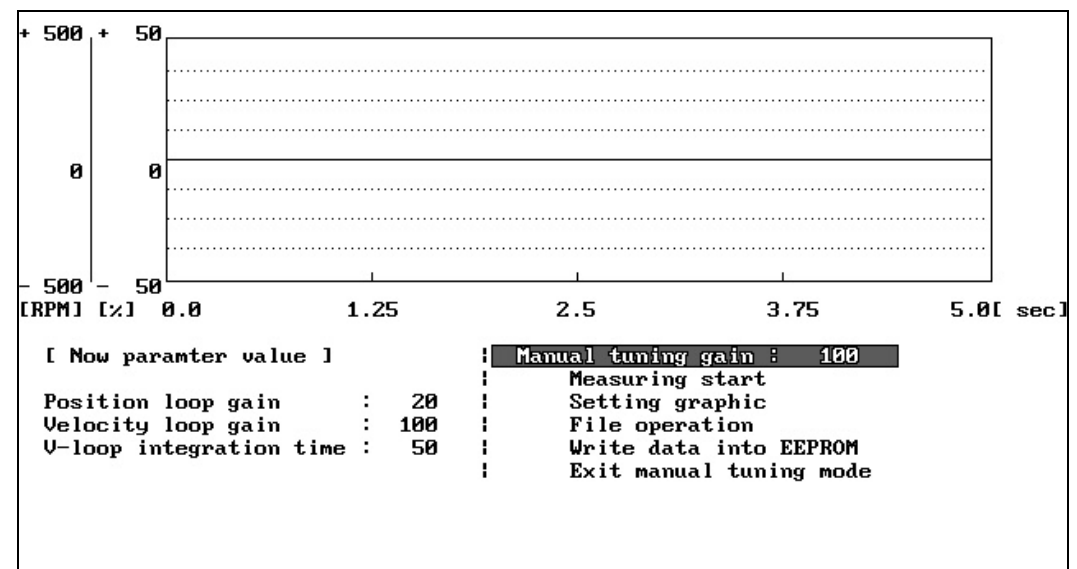 + 500 + 50
0 0
- 500 - 50
[RPM] [%] 0.0 1.25 2.5 3.75 5.0[ sec]
[ Now paramter value ] ¦ Manual tuning gain : 100
¦ Measuring start
Position loop gain : 20 ¦ Setting graphic
Velocity loop gain : 100 ¦ File operation
V-loop integration time : 50 ¦ Write data into EEPROM
¦ Exit manual tuning mode